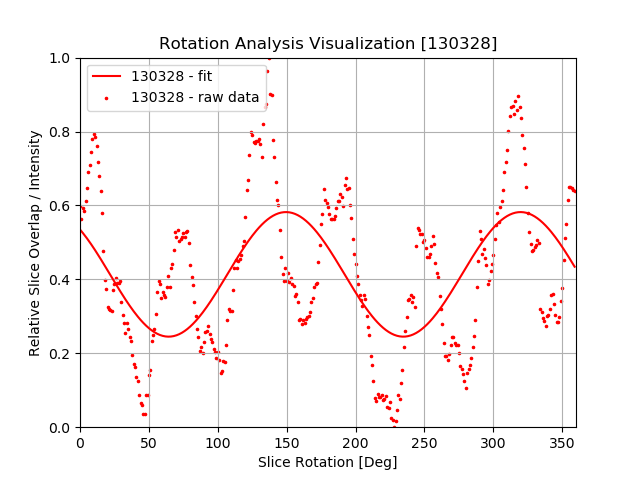 Rotation Analysis Visualization [130328]
130328 - fit
130328 - raw data
1.0
0.8
0.6
0.4
0.2
0.0
Relative Slice Overlap / Intensity
0 50 100 150 200 250 300 350
Slice Rotation [Deg]